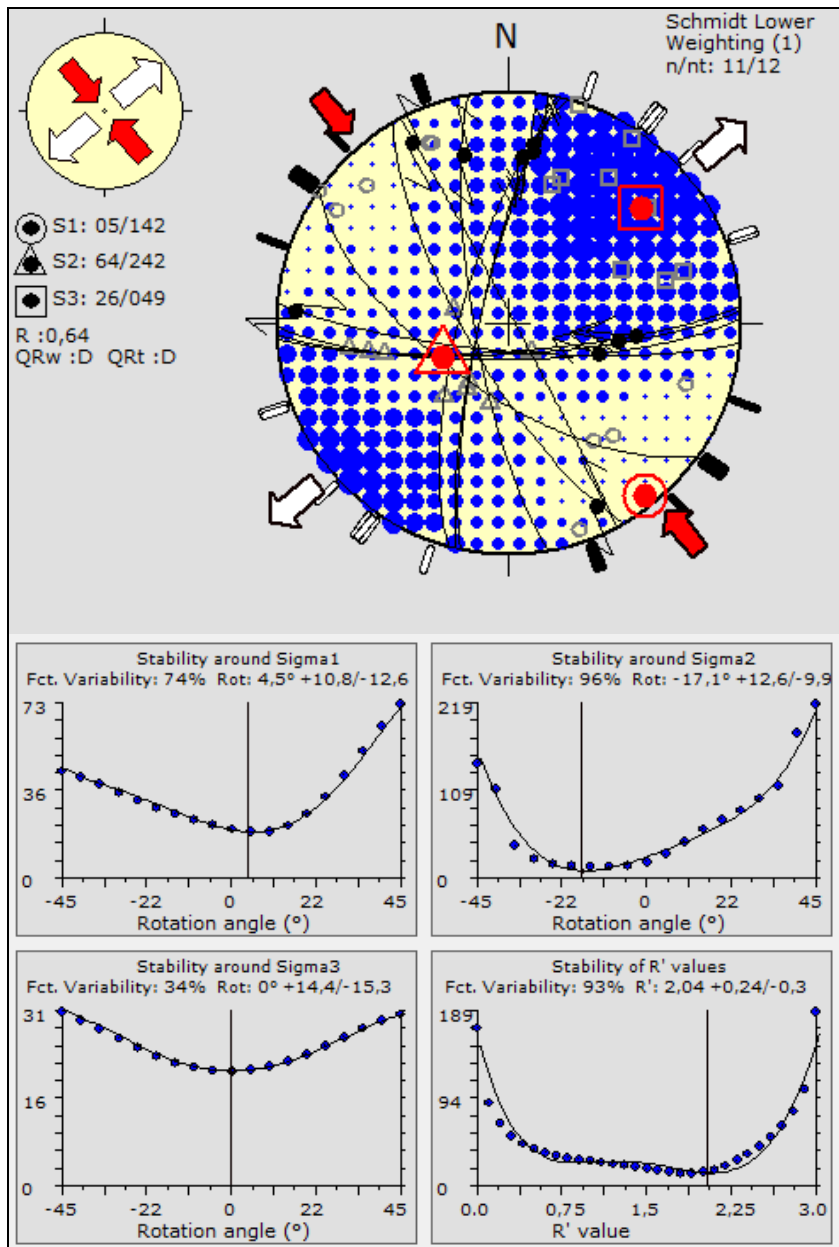 Schmidt Lower
Weighting (1)
n/nt: 11/12
N
S1: 05/142
S2: 64/242
S3: 26/049
R :0,64
QRw :D QRt :D
Stability around Sigma1
Fct. Variability: 74% Rot: 4,5° +10,8/-12,6
73
36
0
-45 -22 0 22 45
Rotation angle (°)
Stability around Sigma2
Fct. Variability: 96% Rot: -17,1° +12,6/-9,9
219
109
0
-45 -22 0 22 45
Rotation angle (°)
Stability around Sigma3
Fct. Variability: 34% Rot: 0° +14,4/-15,3
31
16
0
-45 -22 0 22 45
Rotation angle (°)
Stability of R' values
Fct. Variability: 93% R': 2,04 +0,24/-0,3
189
94
0
0.0 0,75 1,5 2,25 3.0
R' value